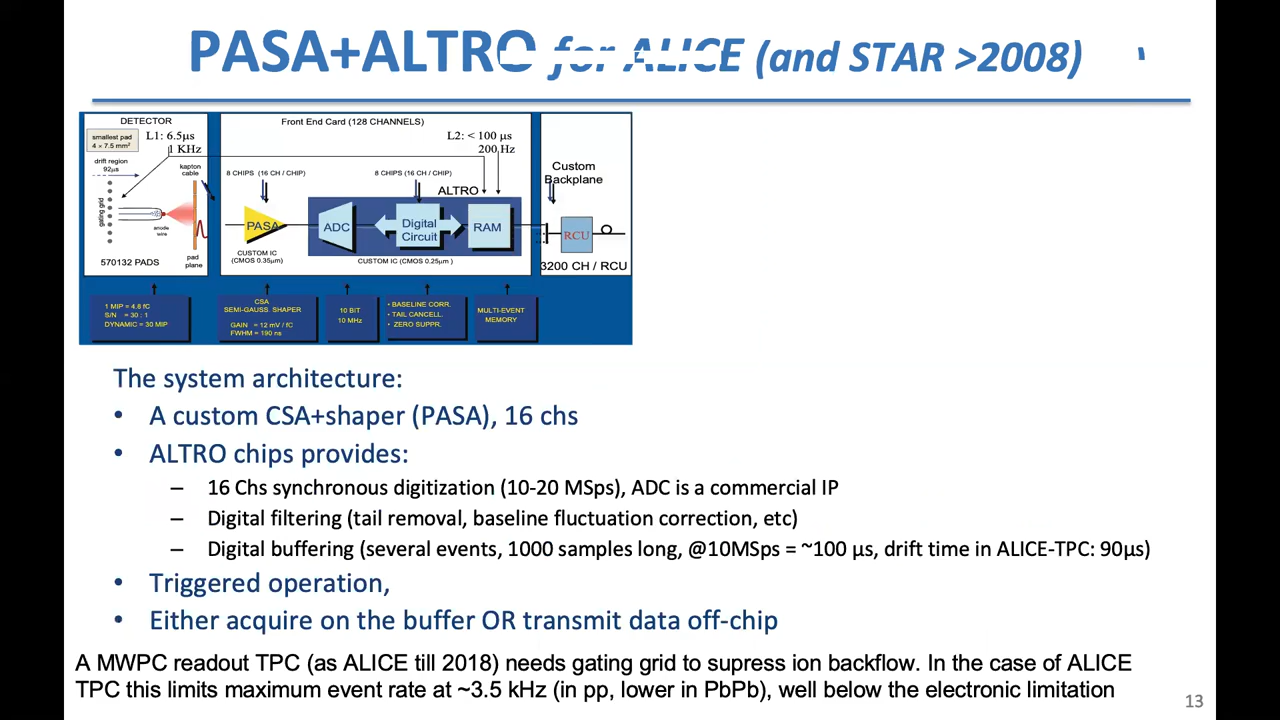 PASA+ALTRO for ALICE (and STAR >2008)
DETECTOR
smallest pad
4 × 7.5 mm²
L1: 6.5µs
1 KHz
drift region
92µs
kapton
cable
gating grid
anode
wire
pad
plane
570132 PADS
Front End Card (128 CHANNELS)
L2: < 100 µs
200 Hz
8 CHIPS (16 CH / CHIP)
8 CHIPS (16 CH / CHIP)
ALTRO
PASA
ADC
Digital
Circuit
RAM
CUSTOM IC
(CMOS 0.35µm)
CUSTOM IC (CMOS 0.25µm )
Custom
Backplane
RCU
3200 CH / RCU
1 MIP = 4.8 fC
S/N = 30 : 1
DYNAMIC = 30 MIP
CSA
SEMI-GAUSS. SHAPER
GAIN = 12 mV / fC
FWHM = 190 ns
10 BIT
10 MHz
• BASELINE CORR.
• TAIL CANCELL.
• ZERO SUPPR.
MULTI-EVENT
MEMORY
The system architecture:
• A custom CSA+shaper (PASA), 16 chs
• ALTRO chips provides:
– 16 Chs synchronous digitization (10-20 MSps), ADC is a commercial IP
– Digital filtering (tail removal, baseline fluctuation correction, etc)
– Digital buffering (several events, 1000 samples long, @10MSps = ~100 µs, drift time in ALICE-TPC: 90µs)
• Triggered operation,
• Either acquire on the buffer OR transmit data off-chip
A MWPC readout TPC (as ALICE till 2018) needs gating grid to supress ion backflow. In the case of ALICE
TPC this limits maximum event rate at ~3.5 kHz (in pp, lower in PbPb), well below the electronic limitation
13